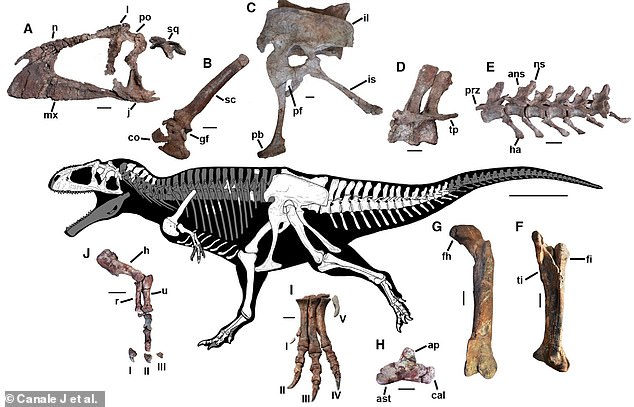 A
n
l
po
sq
mx
j
B
sc
co
gf
C
il
is
pf
pb
D
tp
E
prz
ans
ns
ha
J
h
r
u
I
II
III
I
I
V
II
III
IV
H
ap
ast
cal
G
fh
F
ti
fi
© Canale J et al.